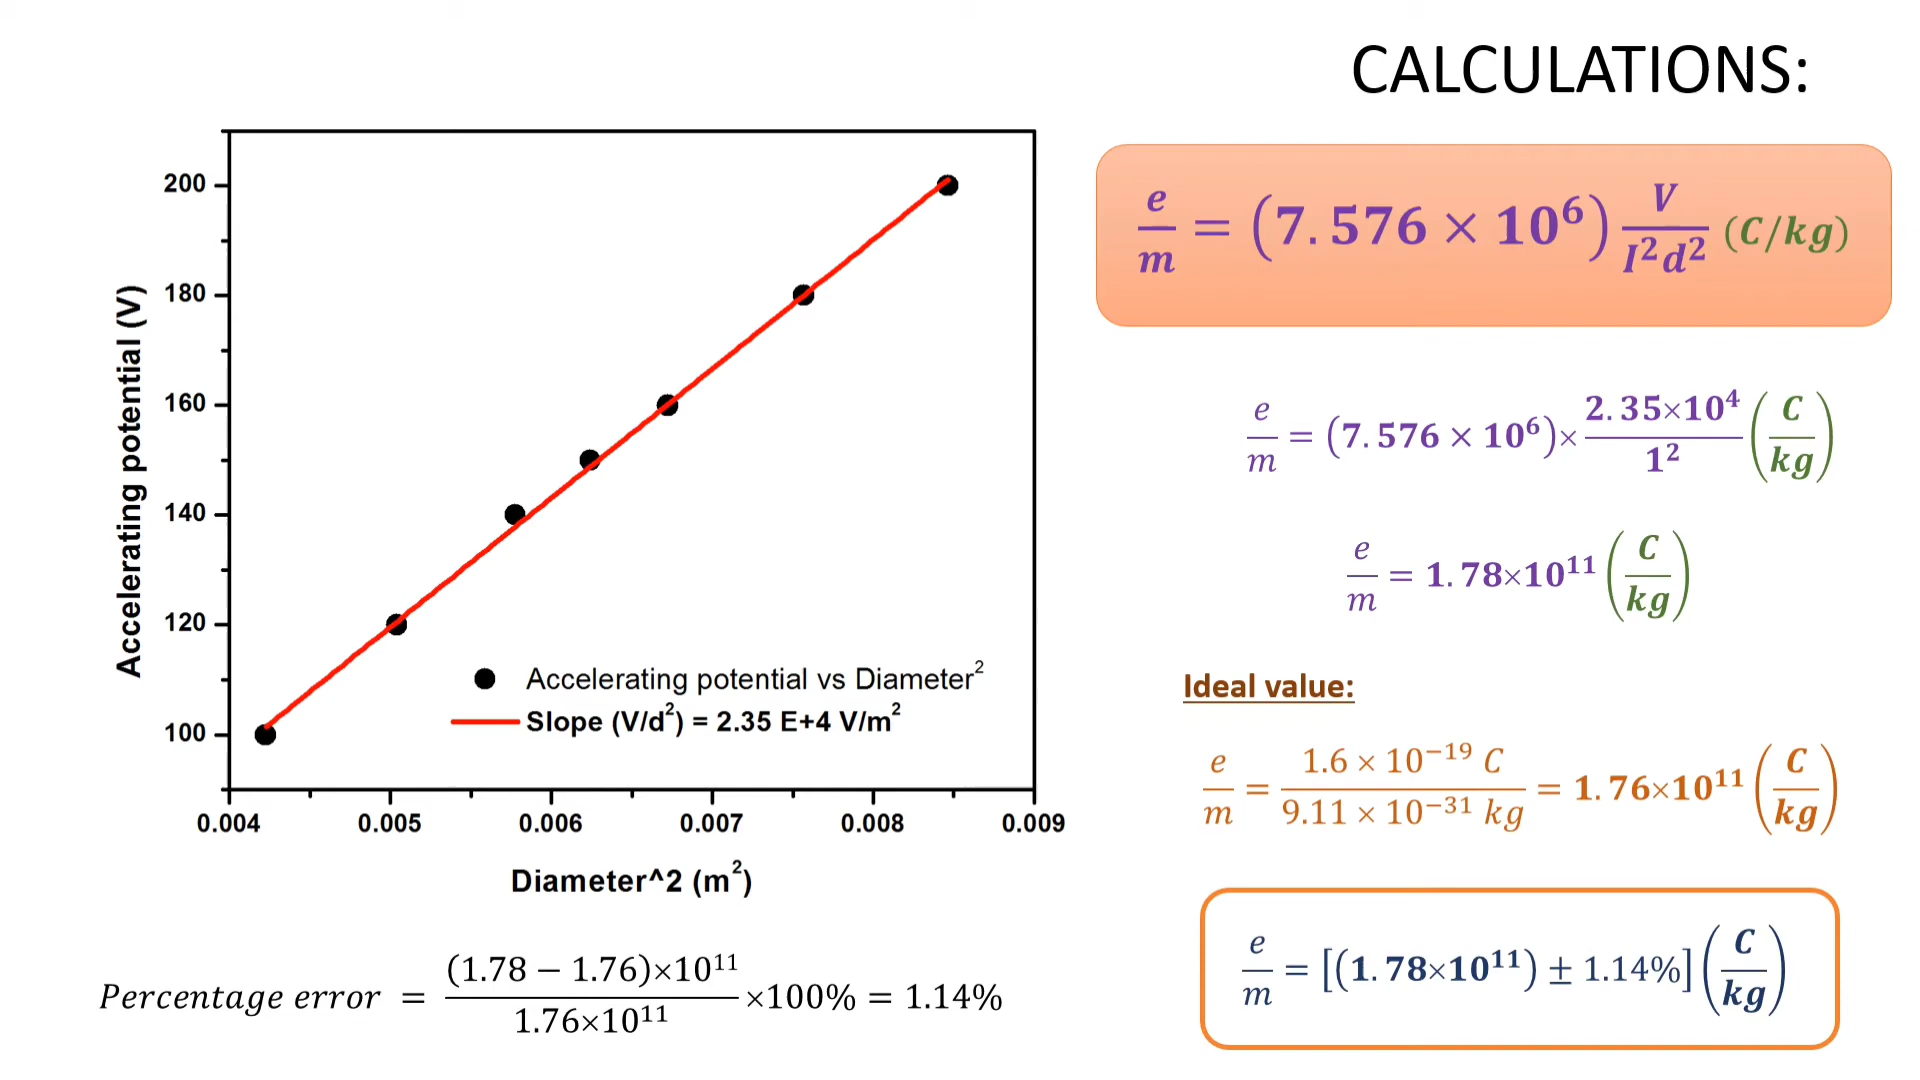 CALCULATIONS:
Accelerating potential (V)
200
180
160
140
120
100
0.004 0.005 0.006 0.007 0.008 0.009
Diameter^2 (m²)
Accelerating potential vs Diameter²
Slope (V/d²) = 2.35 E+4 V/m²
Percentage error = (1.78 − 1.76)×10¹¹ / 1.76×10¹¹ ×100% = 1.14%
e/m = (7.576 × 10⁶) V/I²d² (C/kg)
e/m = (7.576 × 10⁶)× 2.35×10⁴/1² (C/kg)
e/m = 1.78×10¹¹ (C/kg)
Ideal value:
e/m = 1.6 × 10⁻¹⁹ C / 9.11 × 10⁻³¹ kg = 1.76×10¹¹ (C/kg)
e/m = [(1.78×10¹¹) ± 1.14%] (C/kg)